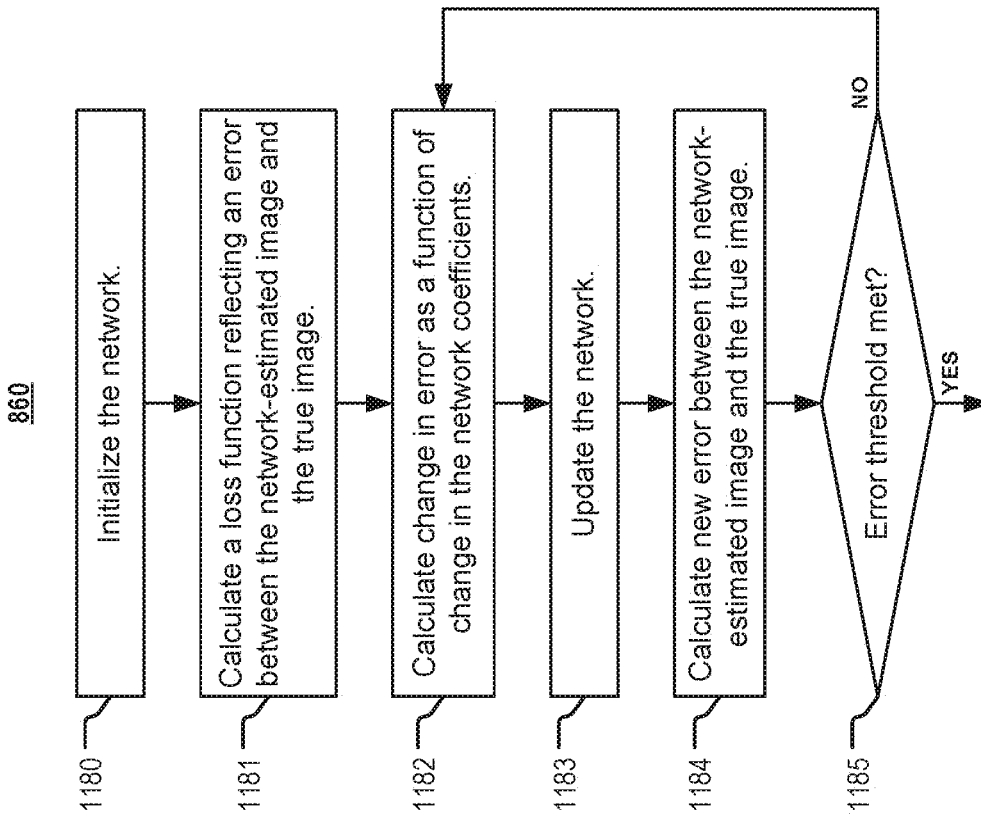 860
1180
Initialize the network.
1181
Calculate a loss function reflecting an error
between the network-estimated image and
the true image.
1182
Calculate change in error as a function of
change in the network coefficients.
1183
Update the network.
1184
Calculate new error between the network-
estimated image and the true image.
1185
Error threshold met?
NO
YES